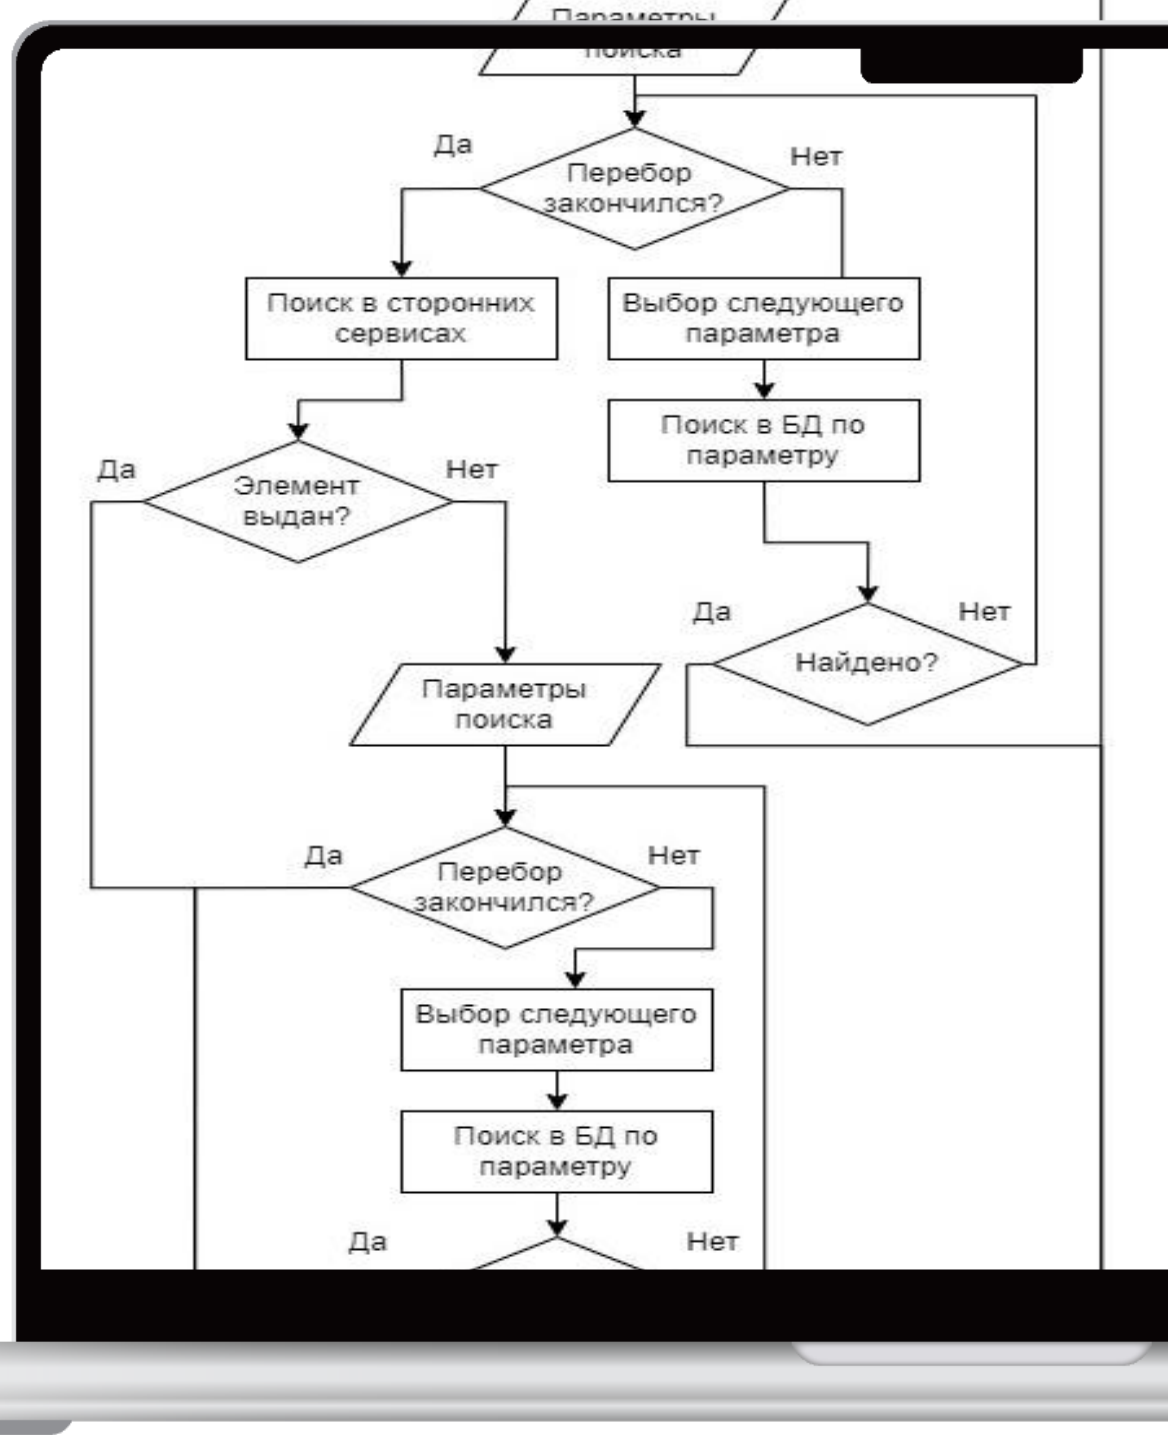 Параметры
поиска
Да
Нет
Перебор
закончился?
Поиск в сторонних
сервисах
Выбор следующего
параметра
Поиск в БД по
параметру
Да
Нет
Элемент
выдан?
Да
Нет
Найдено?
Параметры
поиска
Да
Нет
Перебор
закончился?
Выбор следующего
параметра
Поиск в БД по
параметру
Да
Нет